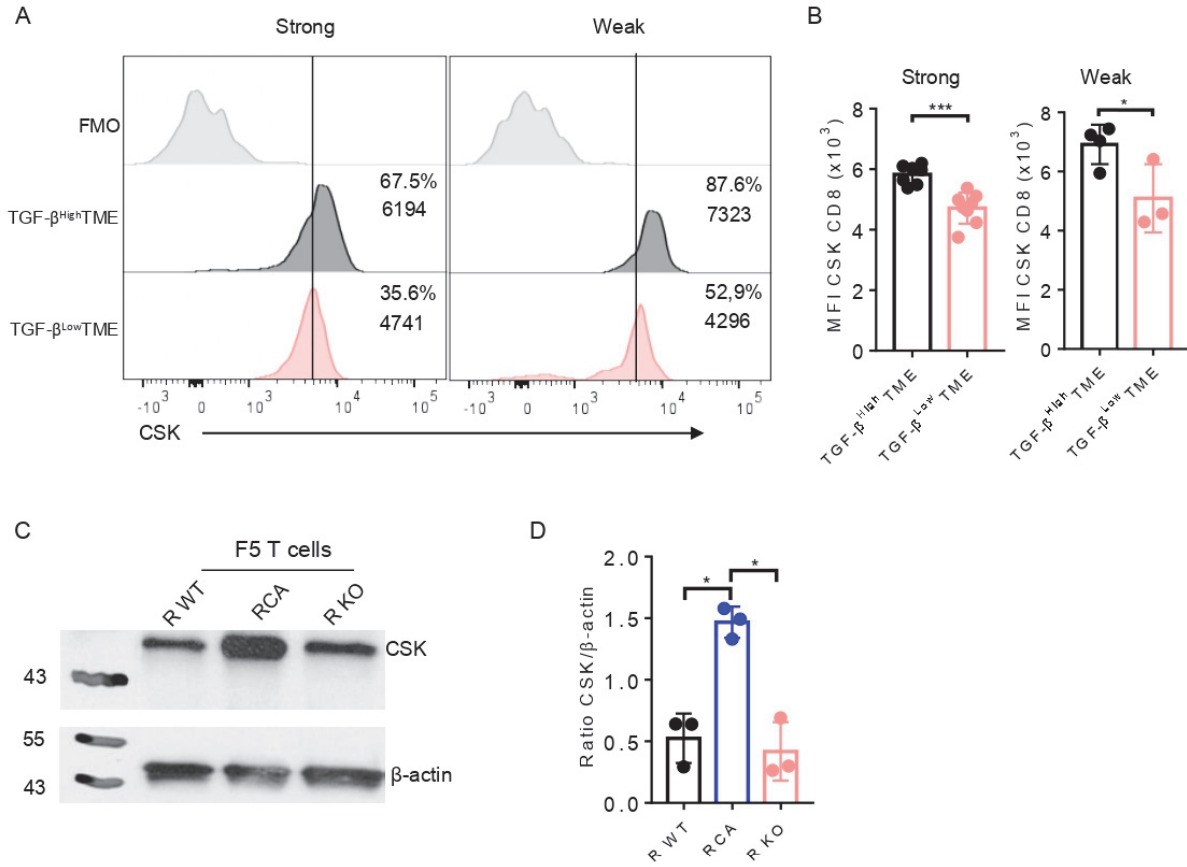 A
Strong
Weak
FMO
TGF-βHighTME
67.5%
6194
87.6%
7323
TGF-βLowTME
35.6%
4741
52,9%
4296
-10³ 0 10³ 10⁴ 10⁵
-10³ 0 10³ 10⁴ 10⁵
CSK
B
Strong
Weak
MFI CSK CD8 (x10³)
8
6
4
2
0
***
TGF-βHigh TME
TGF-βLow TME
MFI CSK CD8 (x10³)
8
6
4
2
0
*
TGF-βHigh TME
TGF-βLow TME
C
F5 T cells
R WT
RCA
R KO
CSK
43
55
43
β-actin
D
Ratio CSK/β-actin
2.0
1.5
1.0
0.5
0.0
*
*
R WT
RCA
R KO